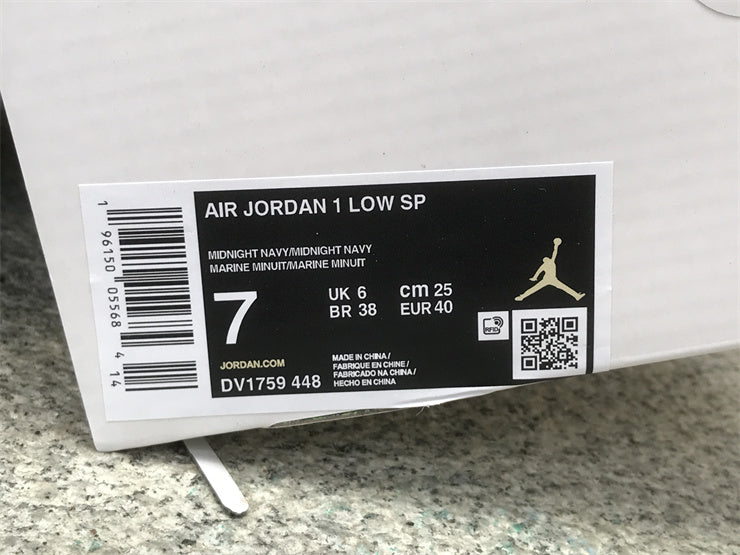 AIR JORDAN 1 LOW SP
MIDNIGHT NAVY/MIDNIGHT NAVY
MARINE MINUIT/MARINE MINUIT
7
UK 6 cm 25
BR 38 EUR 40
RFID
JORDAN.COM
DV1759 448
MADE IN CHINA /
FABRIQUE EN CHINE /
FABRICADO NA CHINA /
HECHO EN CHINA
1 96150 05568 4 14